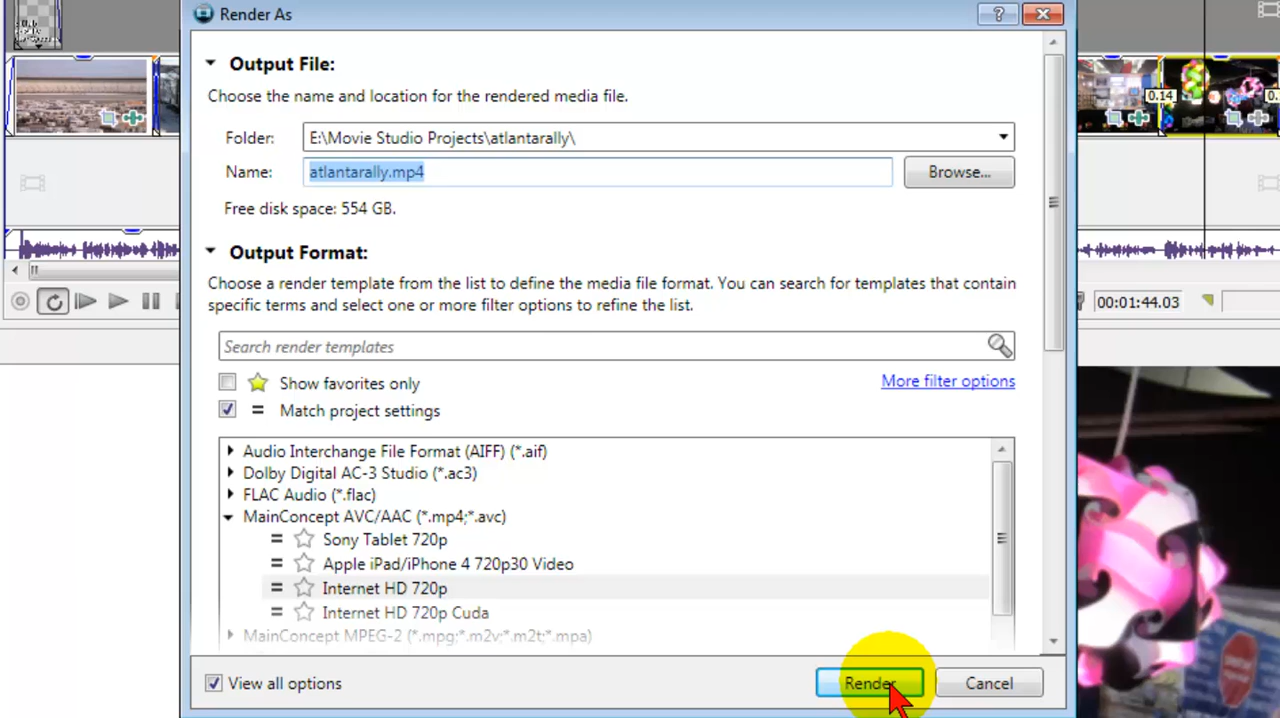 Render As
Output File:
Choose the name and location for the rendered media file.
Folder: E:\Movie Studio Projects\atlantarally\
Name: atlantarally.mp4 Browse...
Free disk space: 554 GB.
Output Format:
Choose a render template from the list to define the media file format. You can search for templates that contain
specific terms and select one or more filter options to refine the list.
Search render templates
Show favorites only More filter options
= Match project settings
Audio Interchange File Format (AIFF) (*.aif)
Dolby Digital AC-3 Studio (*.ac3)
FLAC Audio (*.flac)
MainConcept AVC/AAC (*.mp4;*.avc)
= Sony Tablet 720p
= Apple iPad/iPhone 4 720p30 Video
= Internet HD 720p
= Internet HD 720p Cuda
MainConcept MPEG-2 (*.mpg;*.m2v;*.m2t;*.mpa)
View all options Render Cancel
0.14
0.
00:01:44.03